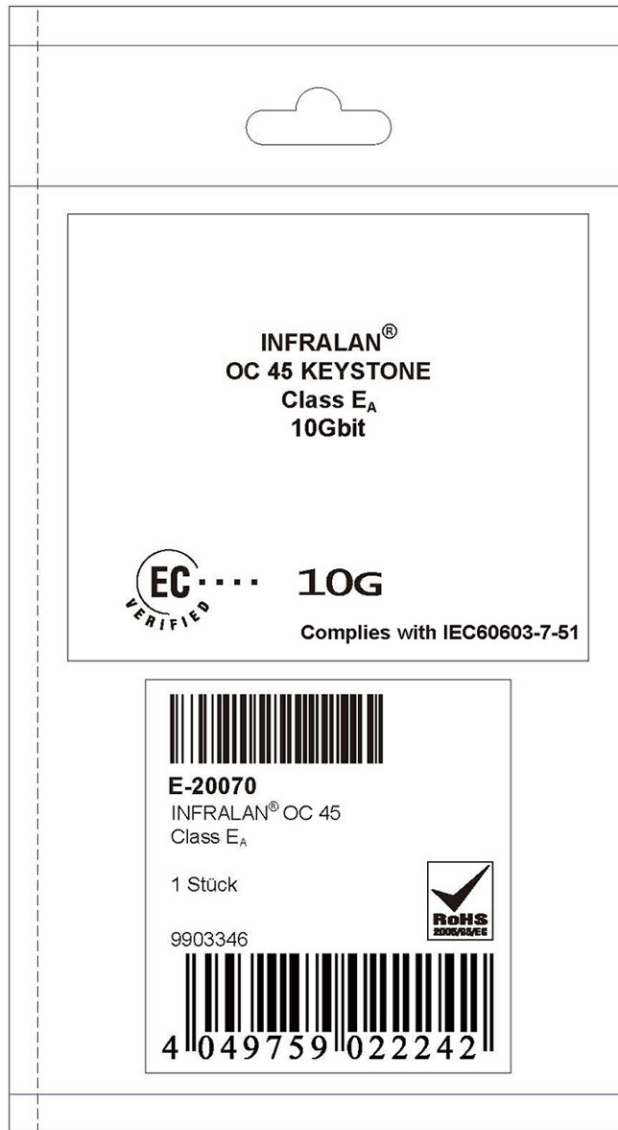 INFRALAN®
OC 45 KEYSTONE
Class EA
10Gbit
EC
VERIFIED
10G
Complies with IEC60603-7-51
E-20070
INFRALAN® OC 45
Class EA
1 Stück
RoHS
2005/95/EC
9903346
4 049759 022242